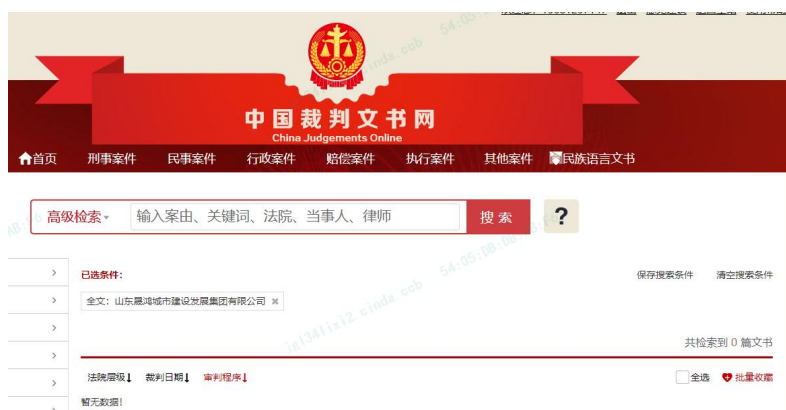 中国裁判文书网
China Judgements Online
首页 刑事案件 民事案件 行政案件 赔偿案件 执行案件 其他案件 民族语言文书
高级检索 输入案由、关键词、法院、当事人、律师 搜索 ?
已选条件: 保存搜索条件 清空搜索条件
全文：山东晟鸿城市建设发展集团有限公司 ×
共检索到 0 篇文书
法院层级 裁判日期 审判程序 全选 批量收藏
暂无数据!